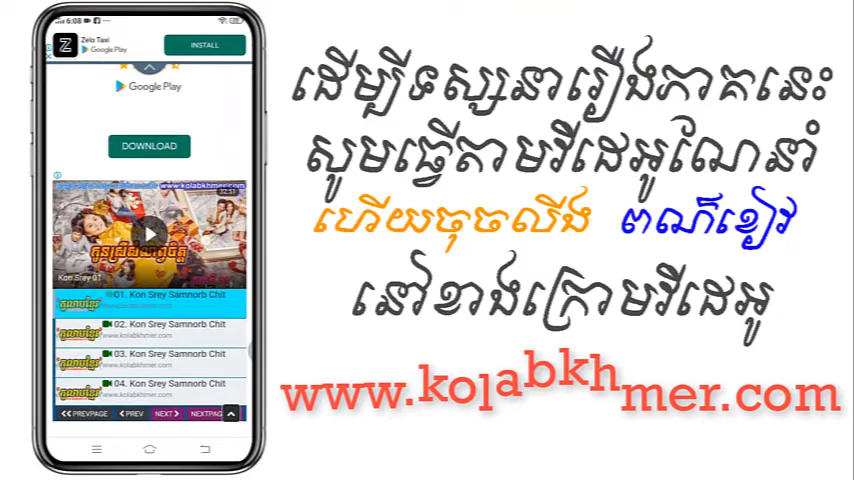 6:08
Zelo Taxi
Google Play
INSTALL
Google Play
DOWNLOAD
www.kolabkhmer.com
32:51
Kon Srey 01
01. Kon Srey Samnorb Chit
02. Kon Srey Samnorb Chit
www.kolabkhmer.com
03. Kon Srey Samnorb Chit
www.kolabkhmer.com
04. Kon Srey Samnorb Chit
www.kolabkhmer.com
PREVPAGE PREV NEXT NEXTPAG
ដើម្បីទស្សនារឿងភាគនេះ
សូមធ្វើតាមវីដេអូណែនាំ
ហើយចុចលីង ពណ៌ខៀវ
នៅខាងក្រោមវីដេអូ
www.kolabkhmer.com